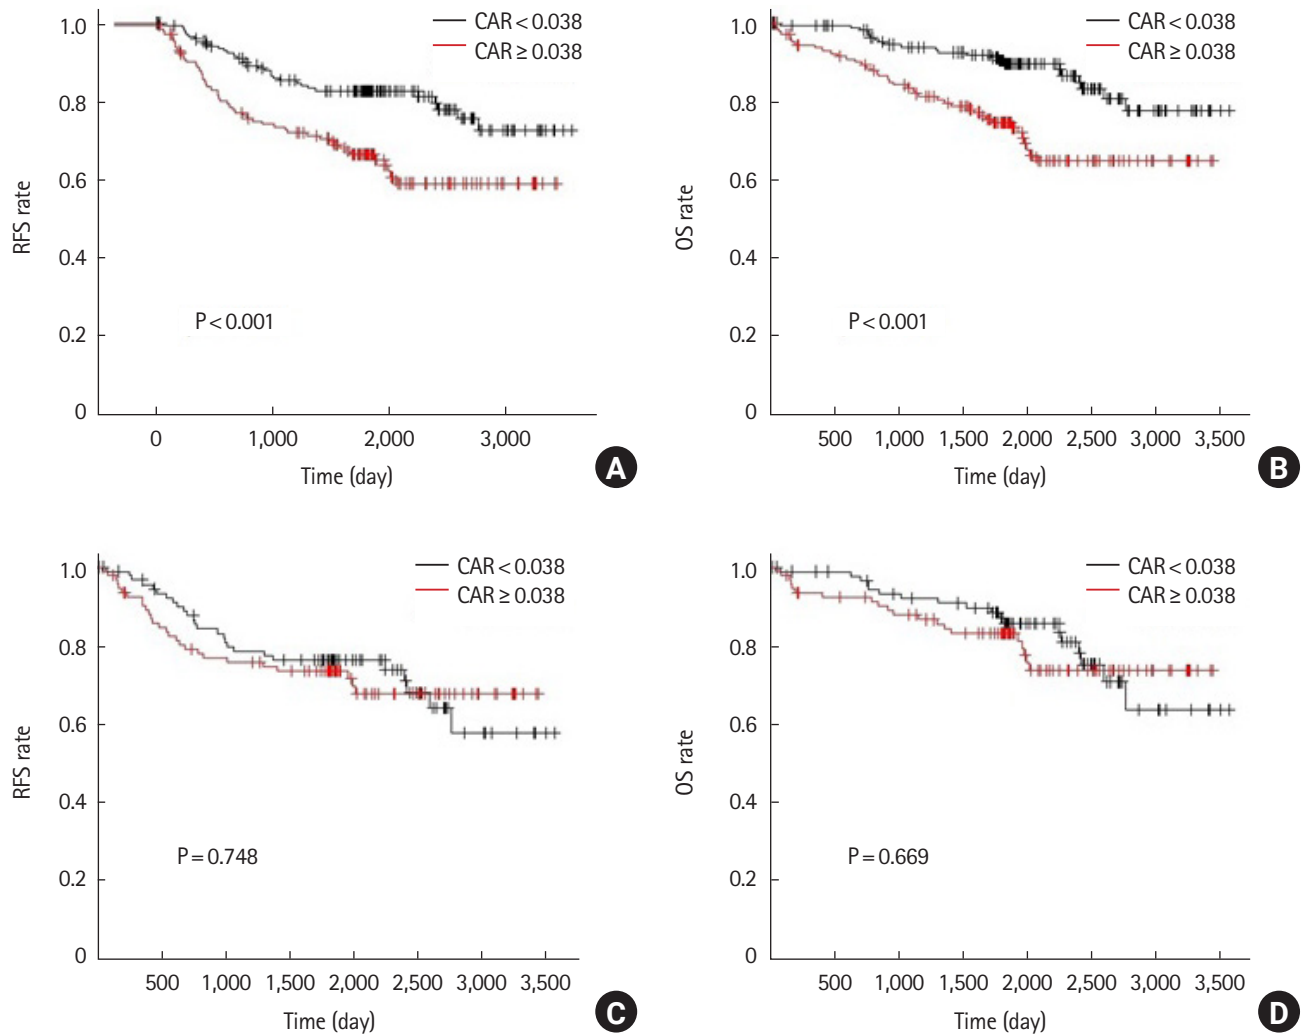 1.0
0.8
0.6
0.4
0.2
0
RFS rate
CAR < 0.038
CAR ≥ 0.038
P < 0.001
0 1,000 2,000 3,000
Time (day)
A
1.0
0.8
0.6
0.4
0.2
0
OS rate
CAR < 0.038
CAR ≥ 0.038
P < 0.001
500 1,000 1,500 2,000 2,500 3,000 3,500
Time (day)
B
1.0
0.8
0.6
0.4
0.2
0
RFS rate
CAR < 0.038
CAR ≥ 0.038
P = 0.748
500 1,000 1,500 2,000 2,500 3,000 3,500
Time (day)
C
1.0
0.8
0.6
0.4
0.2
0
OS rate
CAR < 0.038
CAR ≥ 0.038
P = 0.669
500 1,000 1,500 2,000 2,500 3,000 3,500
Time (day)
D